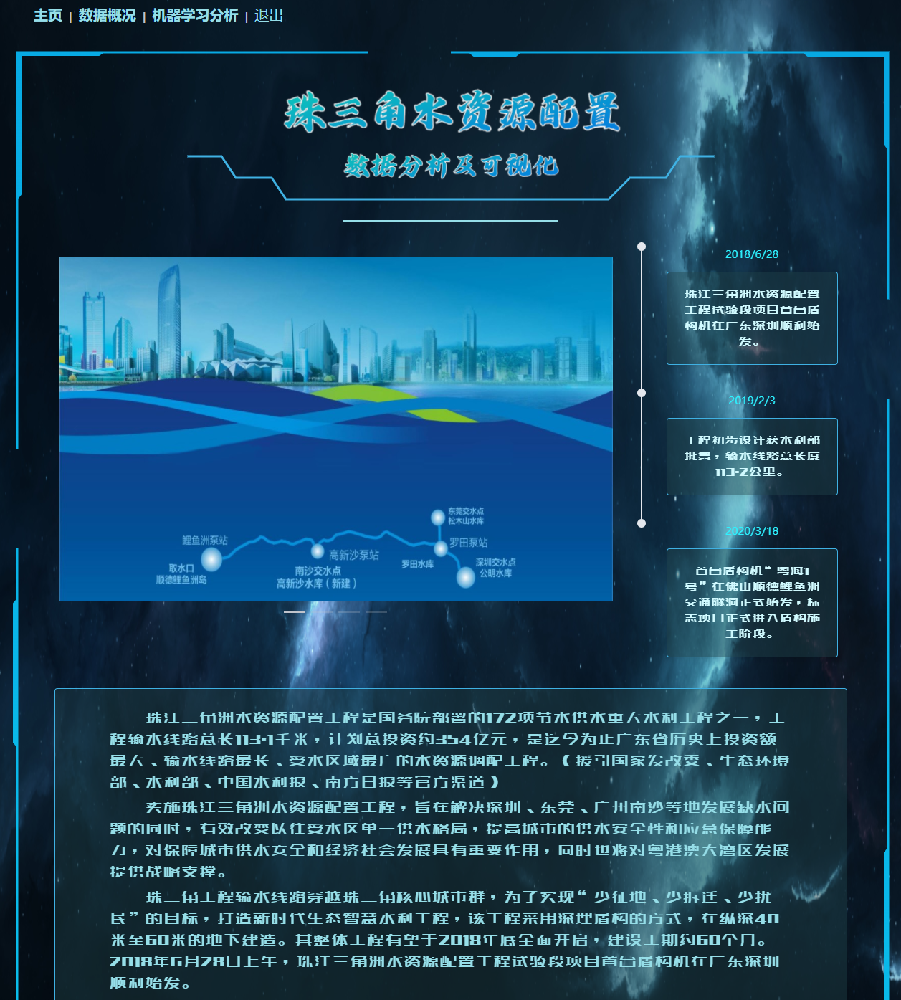 主页 | 数据概况 | 机器学习分析 | 退出
珠三角水资源配置
数据分析及可视化
2018/6/28
珠江三角洲水资源配置
工程试验段项目首台盾
构机在广东深圳顺利始
发。
2019/2/3
工程初步设计获水利部
批复，输水线路总长度
113.2公里。
2020/3/18
首台盾构机“粤海1
号”在佛山顺德鲤鱼洲
交通隧洞正式始发，标
志项目正式进入盾构施
工阶段。
东莞交水点
松木山水库
鲤鱼洲泵站
罗田泵站
高新沙泵站
取水口
顺德鲤鱼洲岛
南沙交水点
高新沙水库（新建）
罗田水库
深圳交水点
公明水库
珠江三角洲水资源配置工程是国务院部署的172项节水供水重大水利工程之一，工
程输水线路总长113.1千米，计划总投资约354亿元，是迄今为止广东省历史上投资额
最大、输水线路最长、受水区域最广的水资源调配工程。（援引国家发改委、生态环境
部、水利部、中国水利报、南方日报等官方渠道）
实施珠江三角洲水资源配置工程，旨在解决深圳、东莞、广州南沙等地发展缺水问
题的同时，有效改变以往受水区单一供水格局，提高城市的供水安全性和应急保障能
力，对保障城市供水安全和经济社会发展具有重要作用，同时也将对粤港澳大湾区发展
提供战略支撑。
珠三角工程输水线路穿越珠三角核心城市群，为了实现“少征地、少拆迁、少扰
民”的目标，打造新时代生态智慧水利工程，该工程采用深埋盾构的方式，在纵深40
米至60米的地下建造。其整体工程有望于2018年底全面开启，建设工期约60个月。
2018年6月28日上午，珠江三角洲水资源配置工程试验段项目首台盾构机在广东深圳
顺利始发。